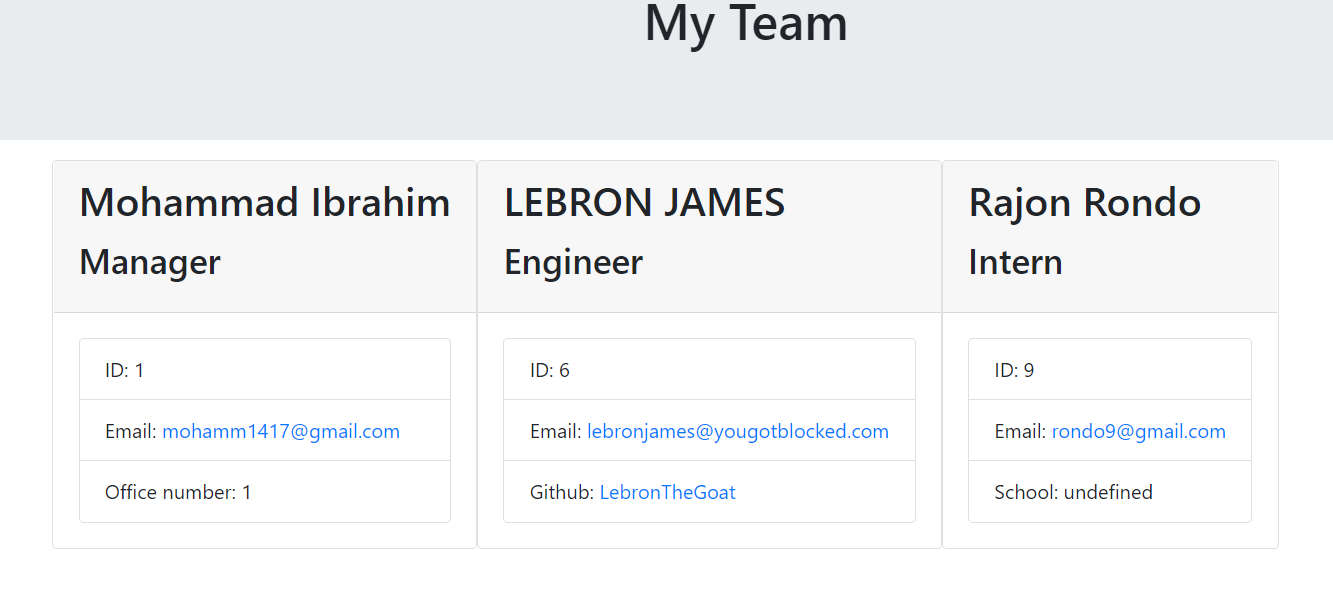 My Team
Mohammad Ibrahim
Manager
ID: 1
Email: mohamm1417@gmail.com
Office number: 1
LEBRON JAMES
Engineer
ID: 6
Email: lebronjames@yougotblocked.com
Github: LebronTheGoat
Rajon Rondo
Intern
ID: 9
Email: rondo9@gmail.com
School: undefined